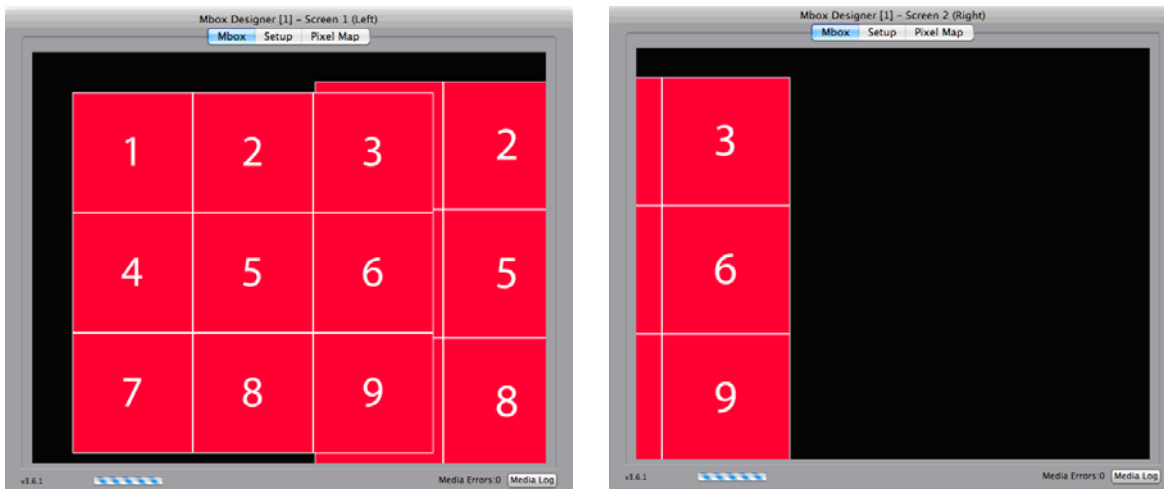 Mbox Designer [1] – Screen 1 (Left)
Mbox Setup Pixel Map
2
1 2 3
5
4 5 6
8
7 8 9
v3.6.1 Media Errors:0 Media Log
Mbox Designer [1] – Screen 2 (Right)
Mbox Setup Pixel Map
3
6
9
v3.6.1 Media Errors:0 Media Log